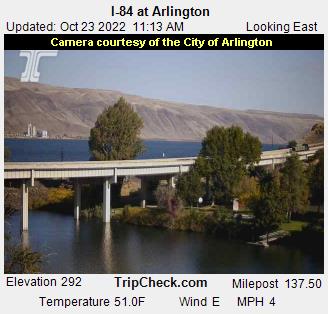 I-84 at Arlington
Updated: Oct 23 2022 11:13 AM Looking East
Camera courtesy of the City of Arlington
Elevation 292 TripCheck.com Milepost 137.50
Temperature 51.0F Wind E MPH 4